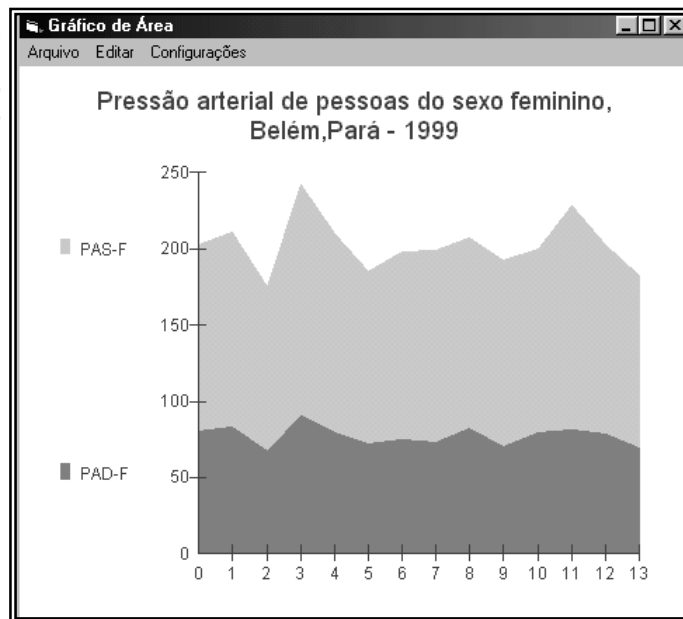 Gráfico de Área
Arquivo Editar Configurações
Pressão arterial de pessoas do sexo feminino,
Belém,Pará - 1999
250
200
150
100
50
0
PAS-F
PAD-F
0 1 2 3 4 5 6 7 8 9 10 11 12 13